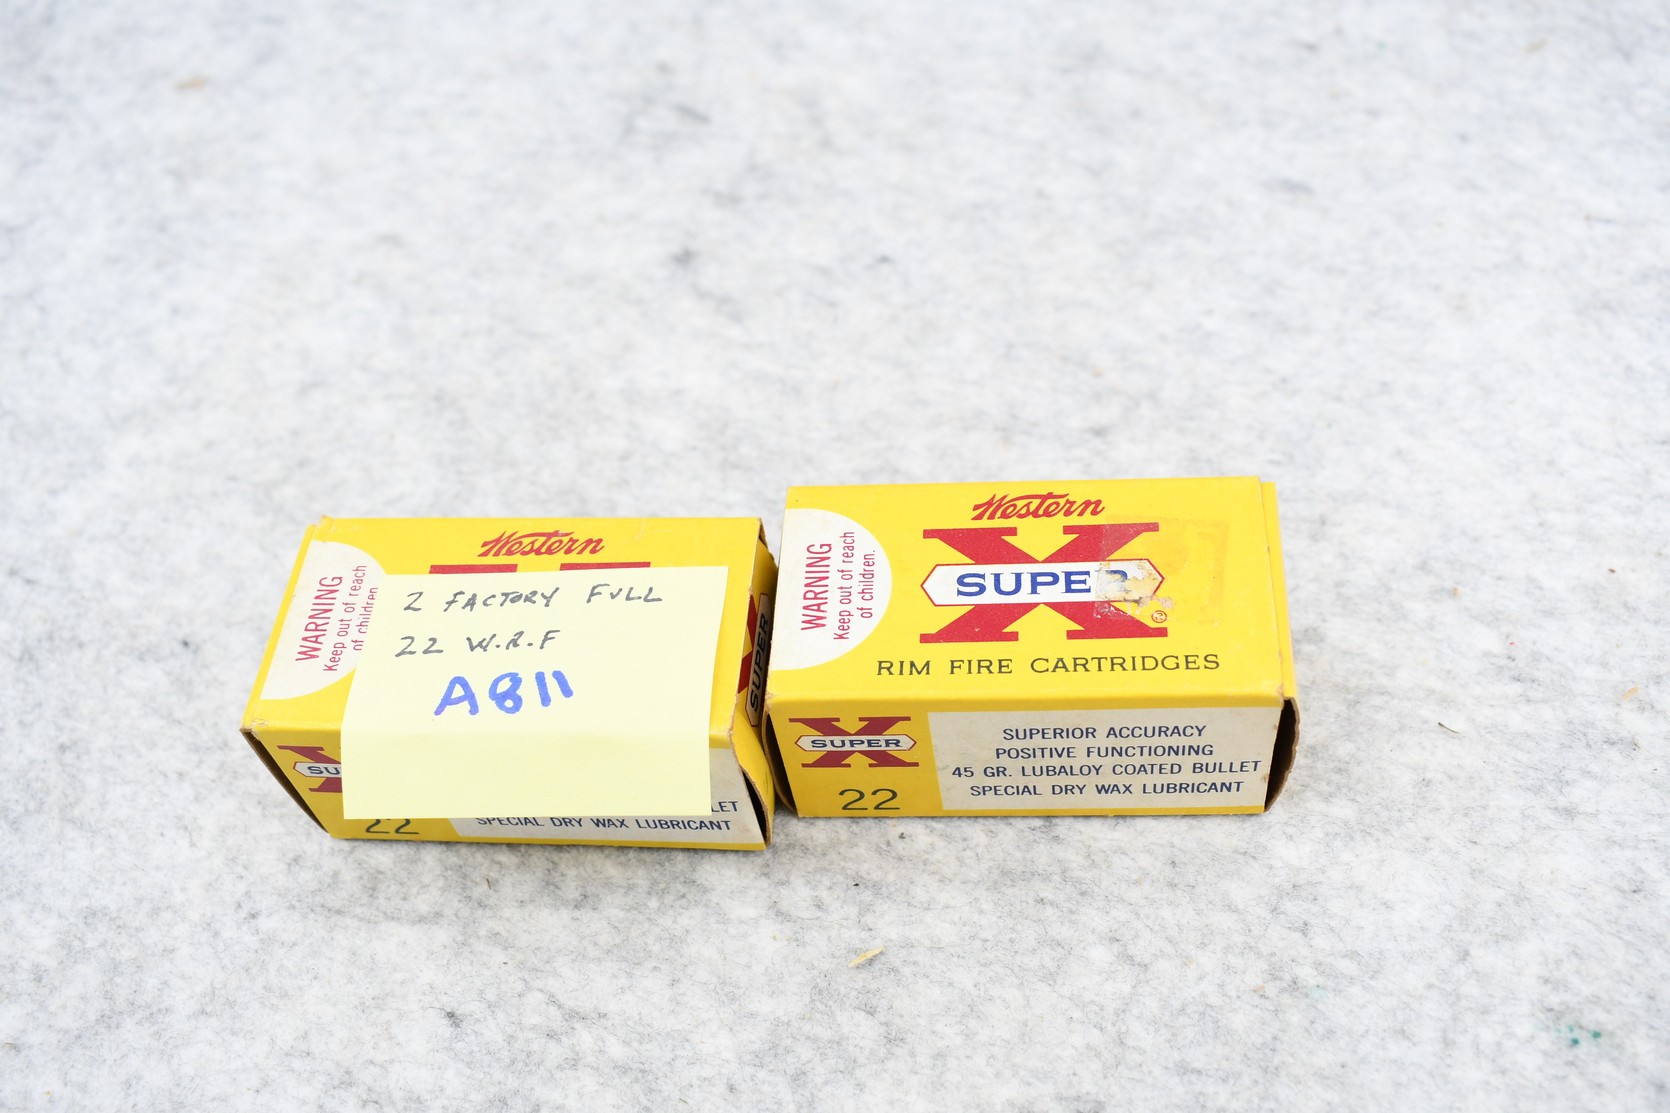 Western
WARNING
Keep out of reach
of children
2 FACTORY FULL
22 W.R.F
A811
SUPER
22
LET
SPECIAL DRY WAX LUBRICANT
Western
X
SUPER
RIM FIRE CARTRIDGES
WARNING
Keep out of reach
of children.
X
SUPER
22
SUPERIOR ACCURACY
POSITIVE FUNCTIONING
45 GR. LUBALOY COATED BULLET
SPECIAL DRY WAX LUBRICANT